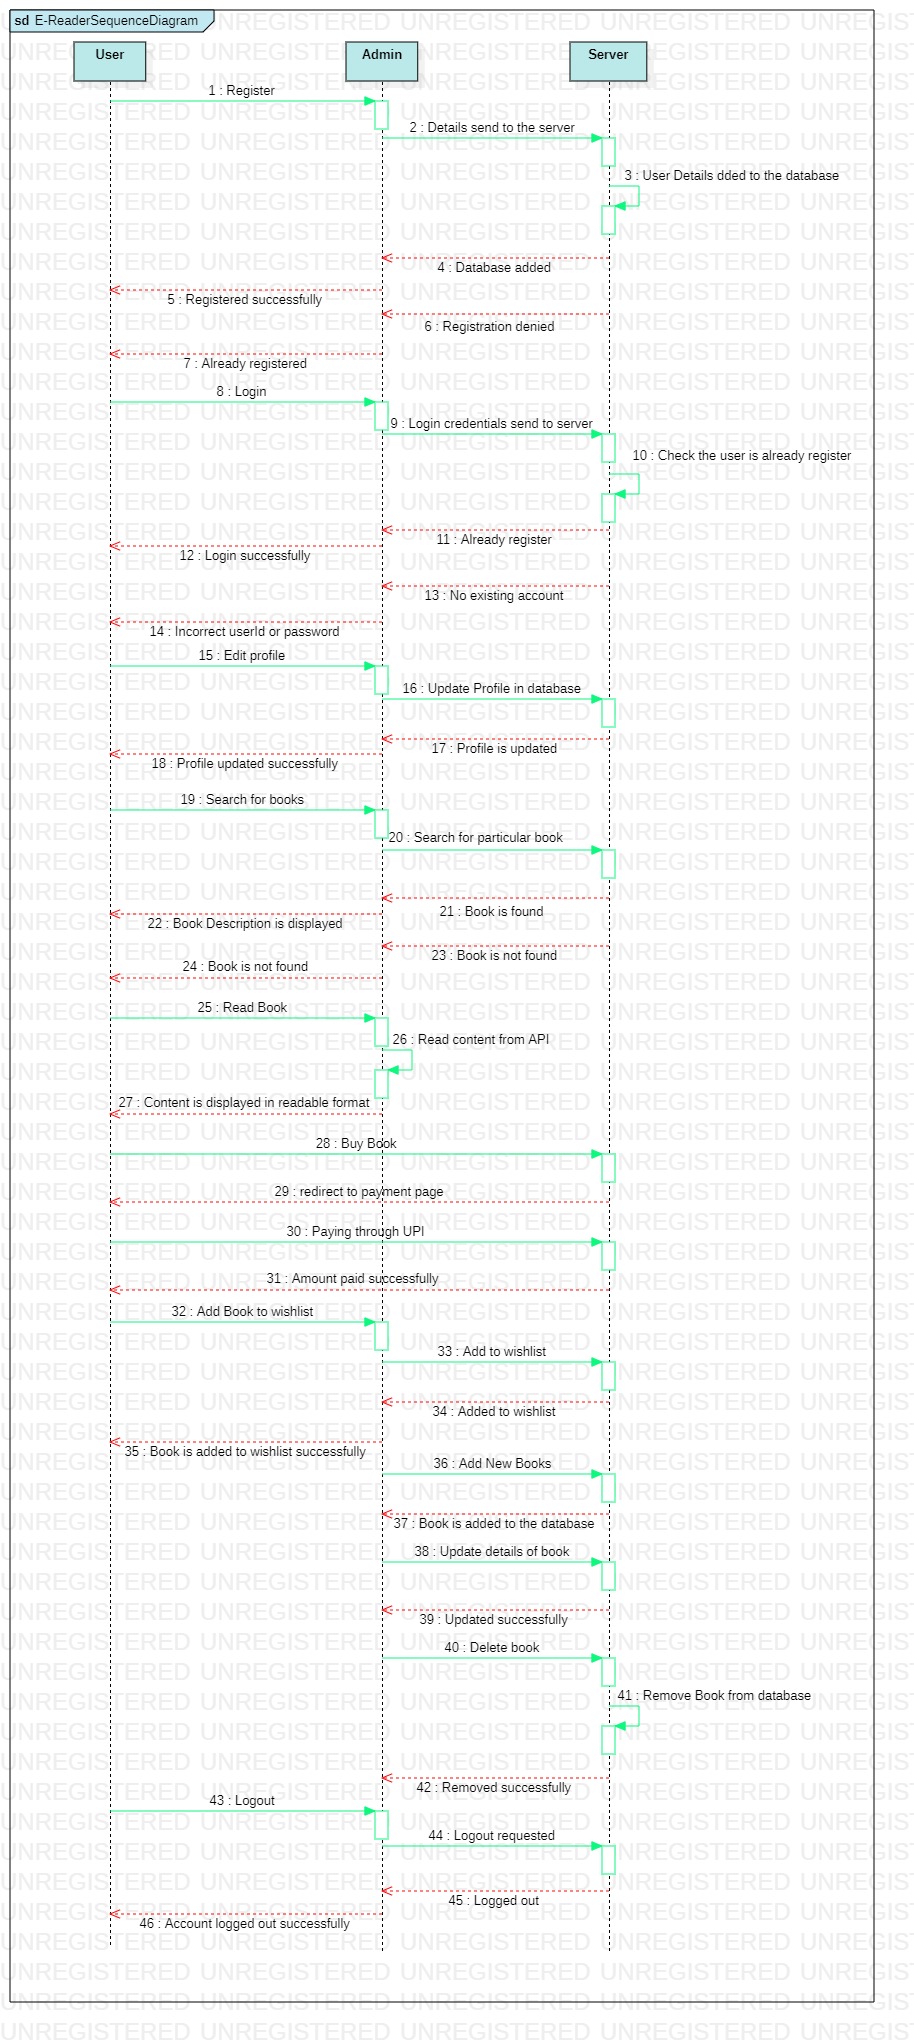 sd E-ReaderSequenceDiagram
User
Admin
Server
1 : Register
2 : Details send to the server
3 : User Details dded to the database
4 : Database added
5 : Registered successfully
6 : Registration denied
7 : Already registered
8 : Login
9 : Login credentials send to server
10 : Check the user is already register
11 : Already register
12 : Login successfully
13 : No existing account
14 : Incorrect userId or password
15 : Edit profile
16 : Update Profile in database
17 : Profile is updated
18 : Profile updated successfully
19 : Search for books
20 : Search for particular book
21 : Book is found
22 : Book Description is displayed
23 : Book is not found
24 : Book is not found
25 : Read Book
26 : Read content from API
27 : Content is displayed in readable format
28 : Buy Book
29 : redirect to payment page
30 : Paying through UPI
31 : Amount paid successfully
32 : Add Book to wishlist
33 : Add to wishlist
34 : Added to wishlist
35 : Book is added to wishlist successfully
36 : Add New Books
37 : Book is added to the database
38 : Update details of book
39 : Updated successfully
40 : Delete book
41 : Remove Book from database
42 : Removed successfully
43 : Logout
44 : Logout requested
45 : Logged out
46 : Account logged out successfully
UNREGISTERED